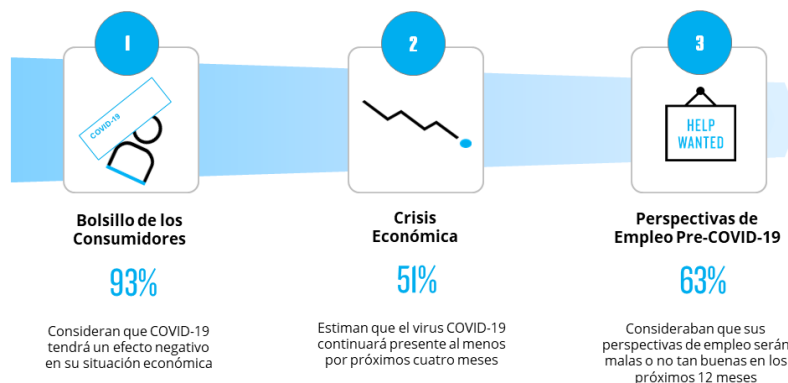 1
COVID-19
Bolsillo de los
Consumidores
93%
Consideran que COVID-19
tendrá un efecto negativo
en su situación económica
2
Crisis
Económica
51%
Estiman que el virus COVID-19
continuará presente al menos
por próximos cuatro meses
3
HELP
WANTED
Perspectivas de
Empleo Pre-COVID-19
63%
Consideraban que sus
perspectivas de empleo serán
malas o no tan buenas en los
próximos 12 meses